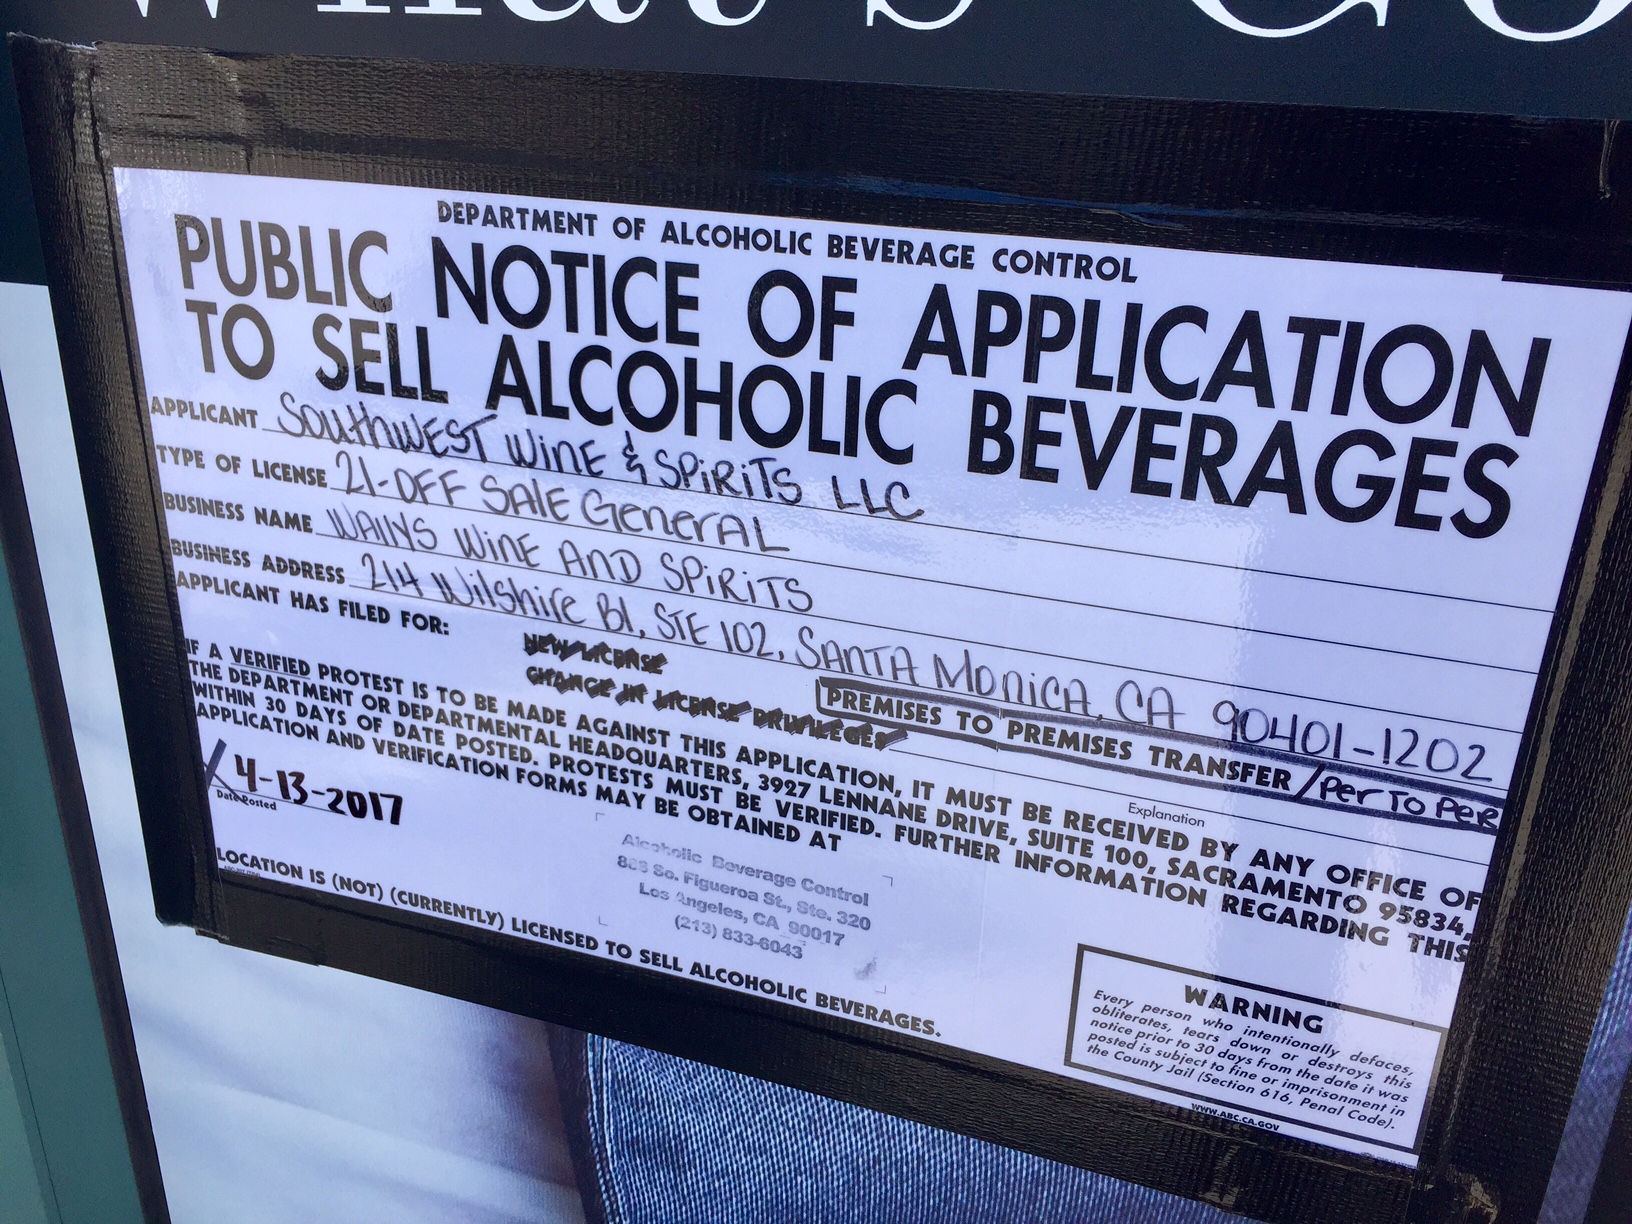 What's Co
DEPARTMENT OF ALCOHOLIC BEVERAGE CONTROL
PUBLIC NOTICE OF APPLICATION
TO SELL ALCOHOLIC BEVERAGES
APPLICANT SOUthWEST WinE & SPiRiTS LLC
TYPE OF LICENSE 21-OFF SALE GeneRAL
BUSINESS NAME WAllYS WinE AND SPiRiTS
BUSINESS ADDRESS 214 Wilshire Bl, STE 102, SANTA MONiCA, CA 90401-1202
APPLICANT HAS FILED FOR:
NEW LICENSE
CHANGE IN LICENSE PRIVILEGES
PREMISES TO PREMISES TRANSFER / Per To Per
Explanation
IF A VERIFIED PROTEST IS TO BE MADE AGAINST THIS APPLICATION, IT MUST BE RECEIVED BY ANY OFFICE OF
THE DEPARTMENT OR DEPARTMENTAL HEADQUARTERS, 3927 LENNANE DRIVE, SUITE 100, SACRAMENTO 95834,
WITHIN 30 DAYS OF DATE POSTED. PROTESTS MUST BE VERIFIED. FURTHER INFORMATION REGARDING THIS
APPLICATION AND VERIFICATION FORMS MAY BE OBTAINED AT
4-13-2017
Date Posted
Alcoholic Beverage Control
So. Figueroa St., Ste. 320
Los Angeles, CA 90017
(213) 833-6043
LOCATION IS (NOT) (CURRENTLY) LICENSED TO SELL ALCOHOLIC BEVERAGES.
WARNING
Every person who intentionally defaces,
obliterates, tears down or destroys this
notice prior to 30 days from the date it was
posted is subject to fine or imprisonment in
the County Jail (Section 616, Penal Code).
WWW.ABC.CA.GOV